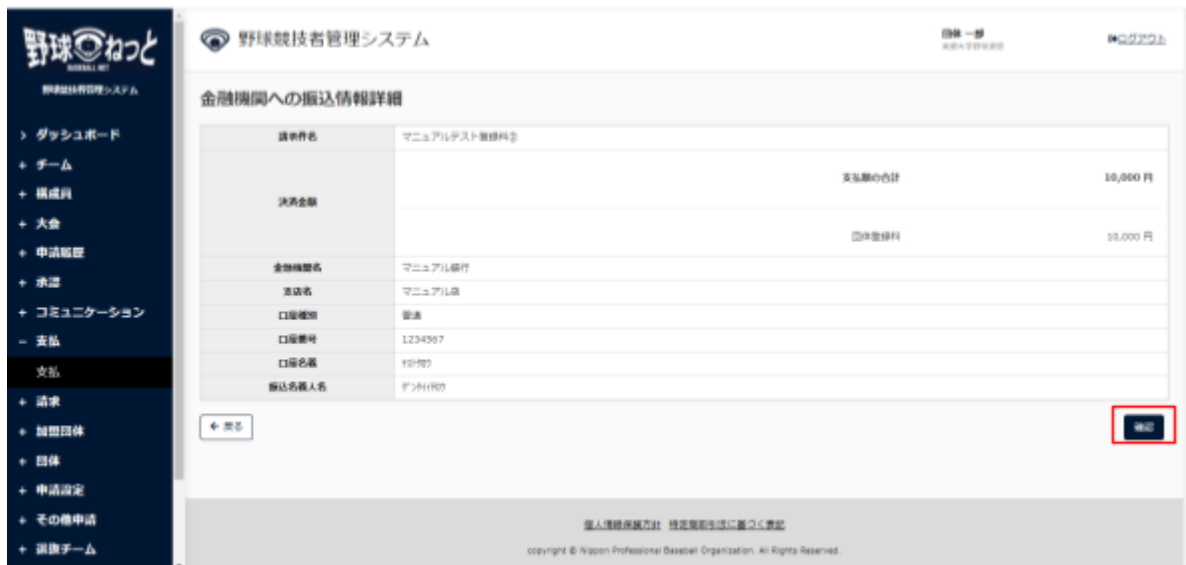 野球ねっと
BASEBALL NET
野球競技者管理システム
野球競技者管理システム
団体 一郎
ログアウト
金融機関への振込情報詳細
> ダッシュボード
+ チーム
+ 構成員
+ 大会
+ 申請履歴
+ 承認
+ コミュニケーション
− 支払
支払
+ 請求
+ 加盟団体
+ 団体
+ 申請設定
+ その他申請
+ 選抜チーム
請求件名 マニュアルテスト登録料②
決済金額
支払額の合計 10,000 円
団体登録料 10,000 円
金融機関名 マニュアル銀行
支店名 マニュアル店
口座種別 普通
口座番号 1234567
口座名義
振込名義人名
← 戻る
確認
個人情報保護方針 特定商取引法に基づく表記
copyright © Nippon Professional Baseball Organization. All Rights Reserved.